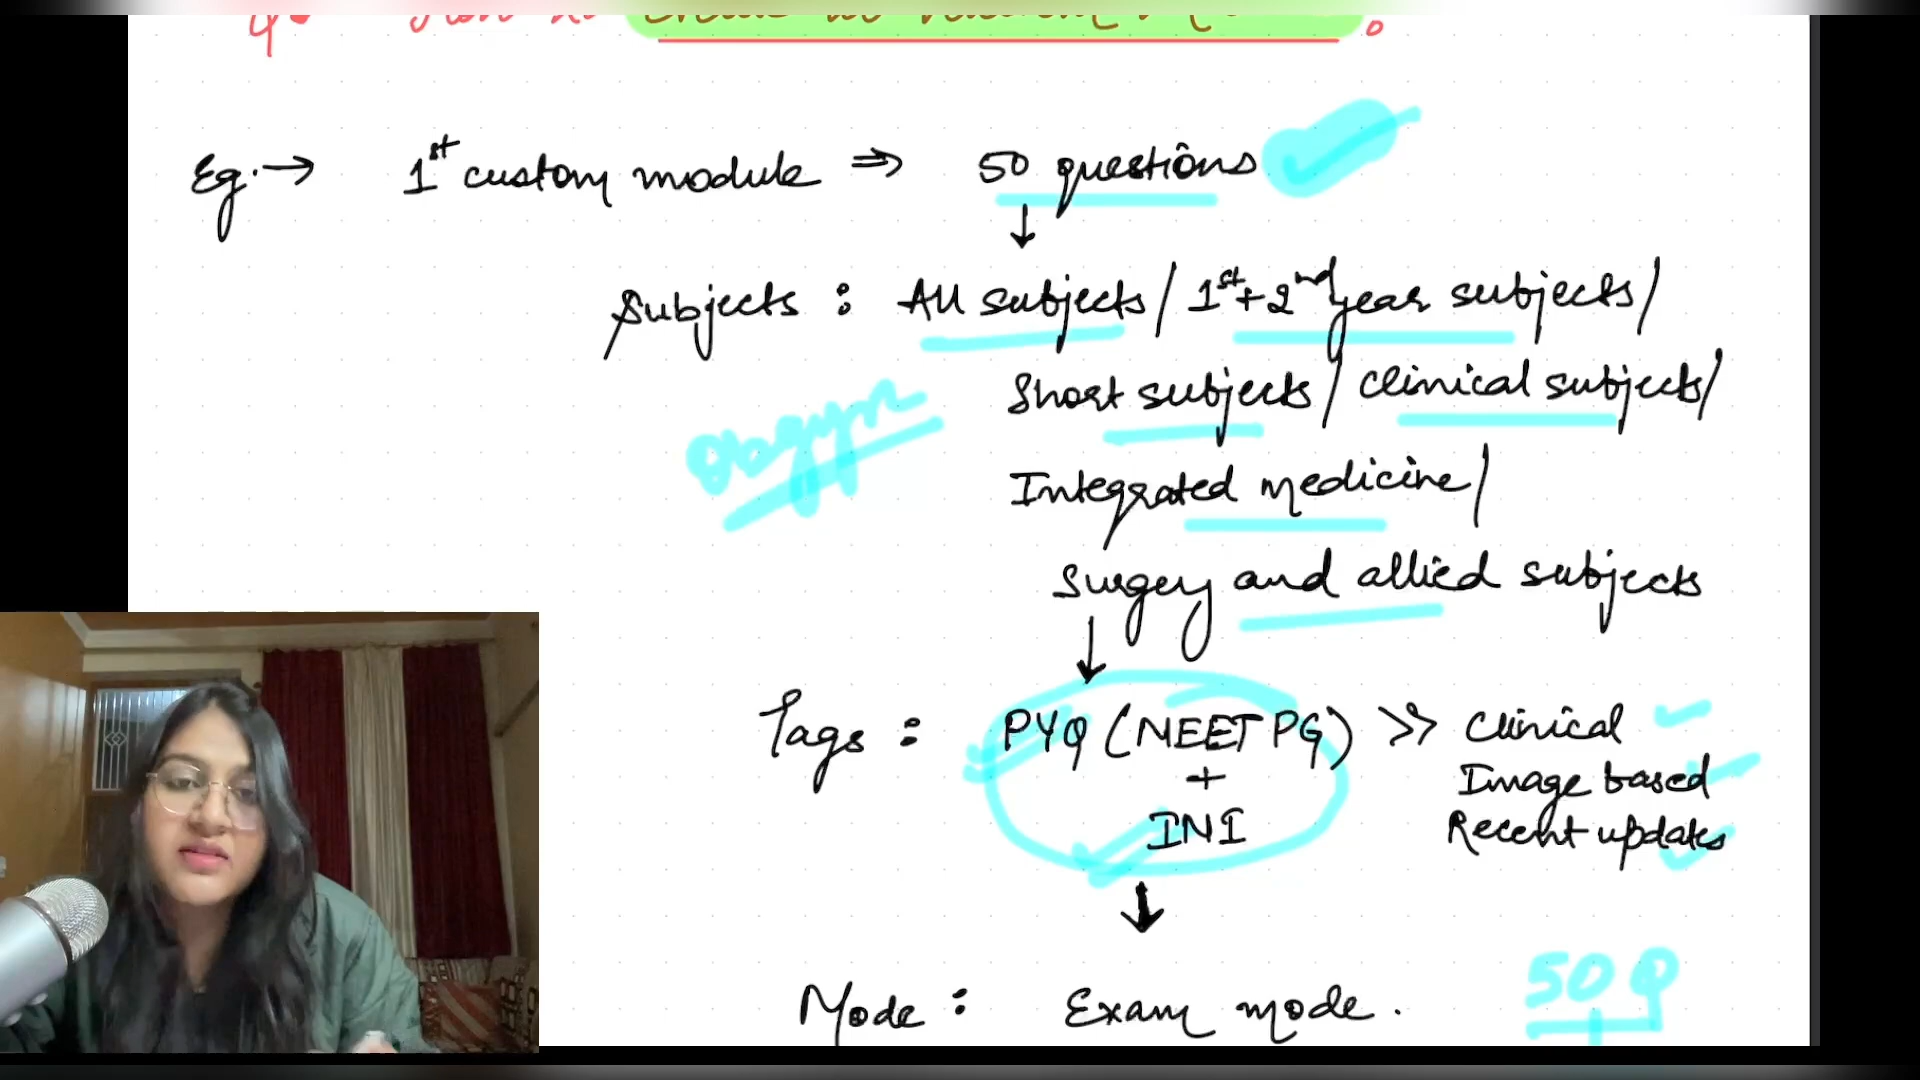 Eg. → 1st custom module ⇒ 50 questions
↓
Subjects : All subjects / 1st + 2nd year subjects /
Short subjects / Clinical subjects /
Obgyn
Integrated medicine /
Surgery and allied subjects
↓
Tags : PYQ (NEET PG) >> Clinical
+ Image based
INI Recent updates
↓
50 Q
Mode : Exam mode.